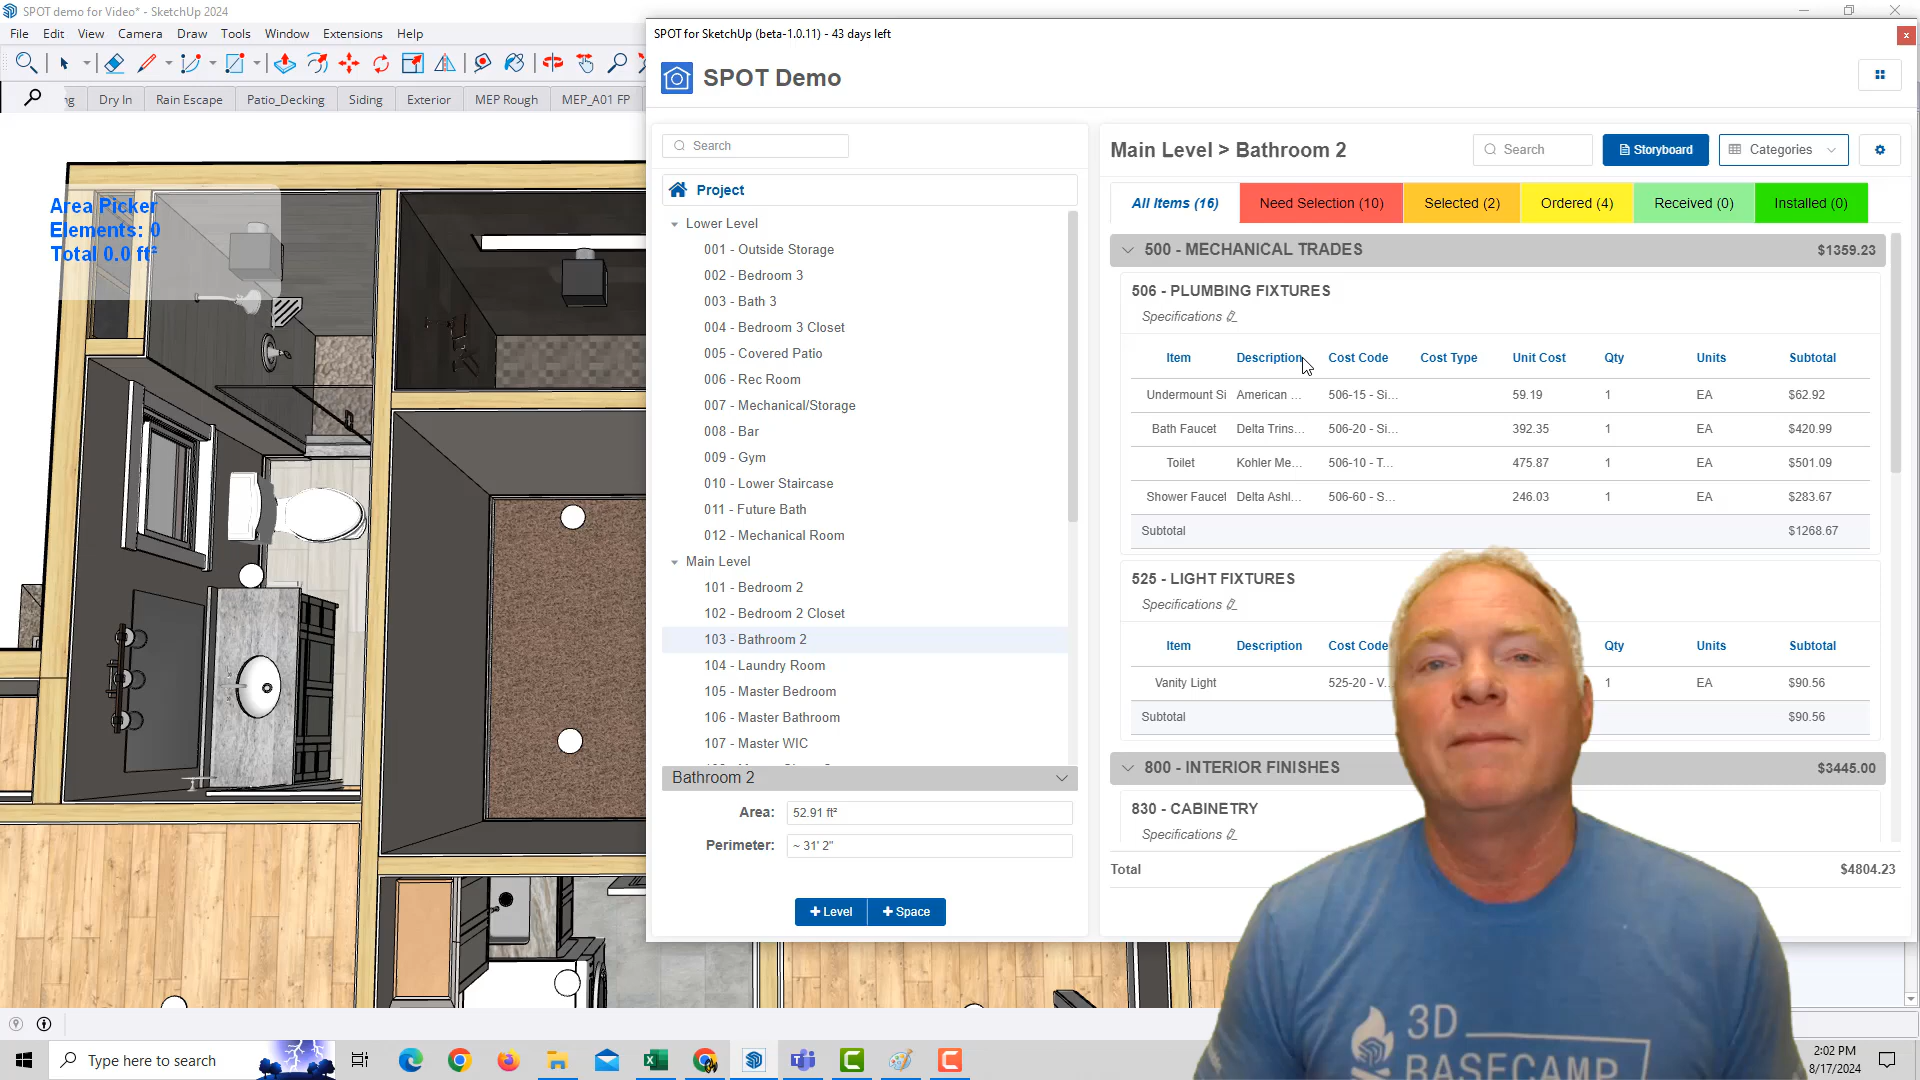 SPOT demo for Video* - SketchUp 2024
File Edit View Camera Draw Tools Window Extensions Help
ng Dry In Rain Escape Patio_Decking Siding Exterior MEP Rough MEP_A01 FP
Area Picker
Elements: 0
Total 0.0 ft²
SPOT for SketchUp (beta-1.0.11) - 43 days left
x
SPOT Demo
Search
Project
Lower Level
001 - Outside Storage
002 - Bedroom 3
003 - Bath 3
004 - Bedroom 3 Closet
005 - Covered Patio
006 - Rec Room
007 - Mechanical/Storage
008 - Bar
009 - Gym
010 - Lower Staircase
011 - Future Bath
012 - Mechanical Room
Main Level
101 - Bedroom 2
102 - Bedroom 2 Closet
103 - Bathroom 2
104 - Laundry Room
105 - Master Bedroom
106 - Master Bathroom
107 - Master WIC
Bathroom 2
Area: 52.91 ft²
Perimeter: ~ 31' 2"
+ Level + Space
Main Level > Bathroom 2 Search Storyboard Categories
All Items (16) Need Selection (10) Selected (2) Ordered (4) Received (0) Installed (0)
500 - MECHANICAL TRADES $1359.23
506 - PLUMBING FIXTURES
Specifications
Item Description Cost Code Cost Type Unit Cost Qty Units Subtotal
Undermount Si American ... 506-15 - Si... 59.19 1 EA $62.92
Bath Faucet Delta Trins... 506-20 - Si... 392.35 1 EA $420.99
Toilet Kohler Me... 506-10 - T... 475.87 1 EA $501.09
Shower Faucet Delta Ashl... 506-60 - S... 246.03 1 EA $283.67
Subtotal $1268.67
525 - LIGHT FIXTURES
Specifications
Item Description Cost Code Qty Units Subtotal
Vanity Light 525-20 - V... 1 EA $90.56
Subtotal $90.56
800 - INTERIOR FINISHES $3445.00
830 - CABINETRY
Specifications
Total $4804.23
3D
BASECAMP
Type here to search
2:02 PM
8/17/2024